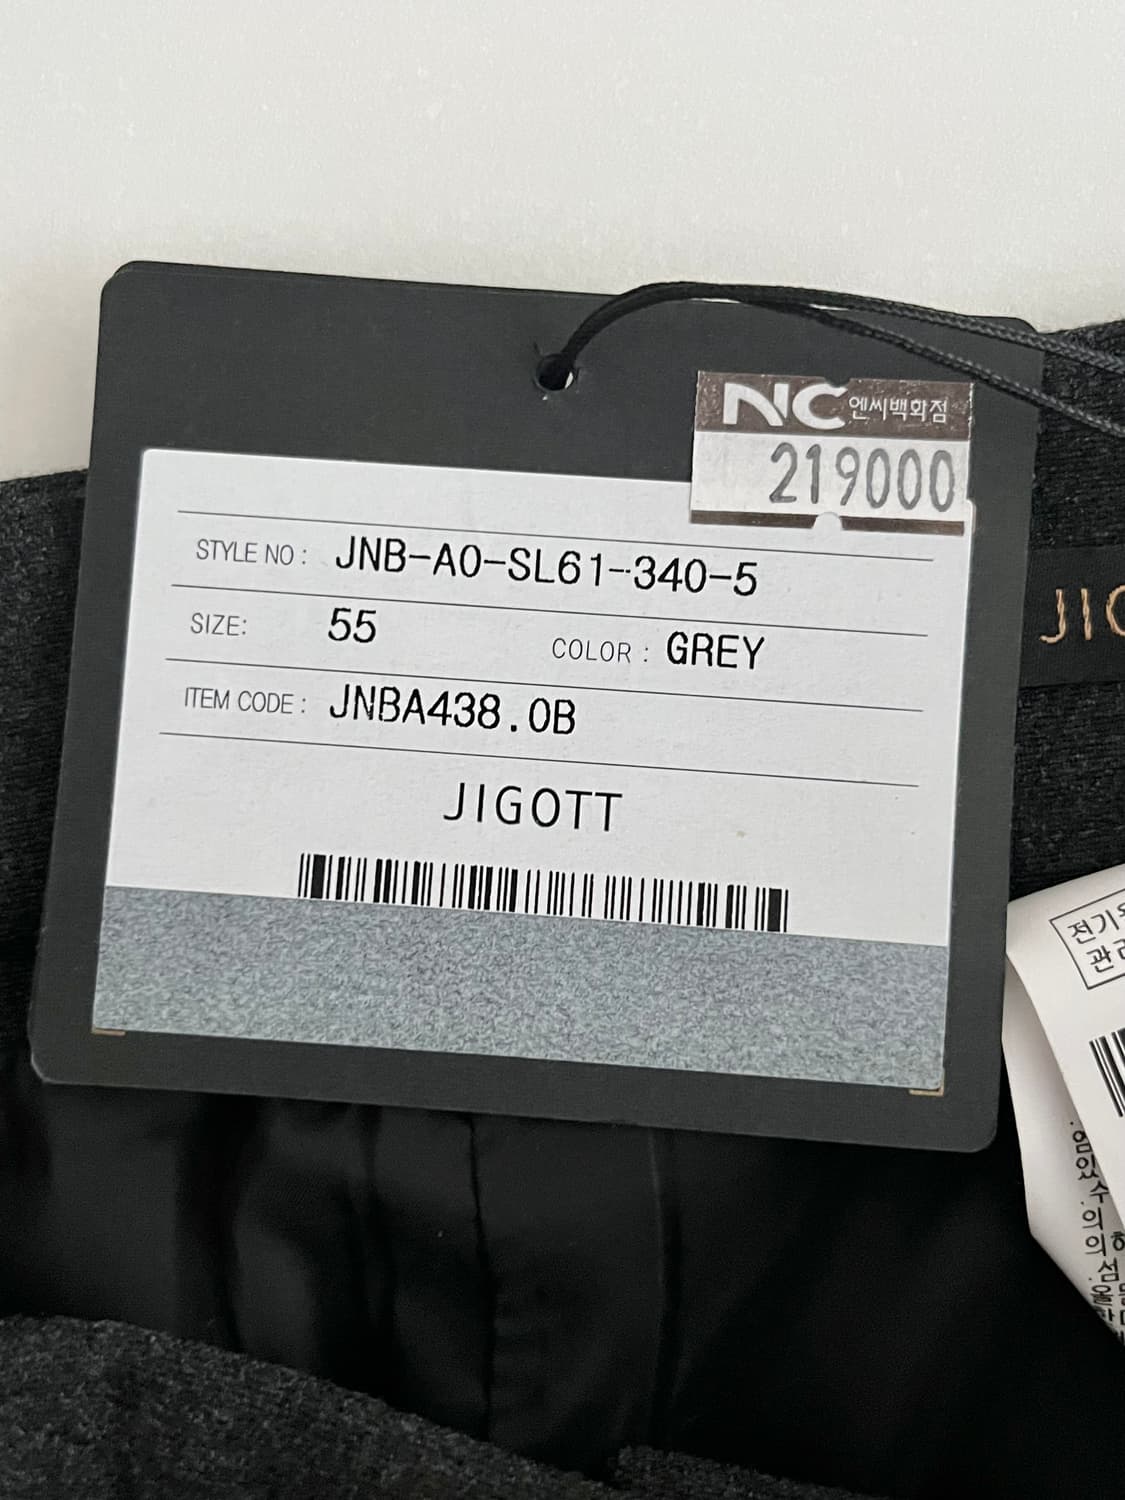 NC 엔씨백화점
219000
STYLE NO : JNB-A0-SL61-340-5
SIZE: 55 COLOR : GREY
ITEM CODE : JNBA438.0B
JIGOTT